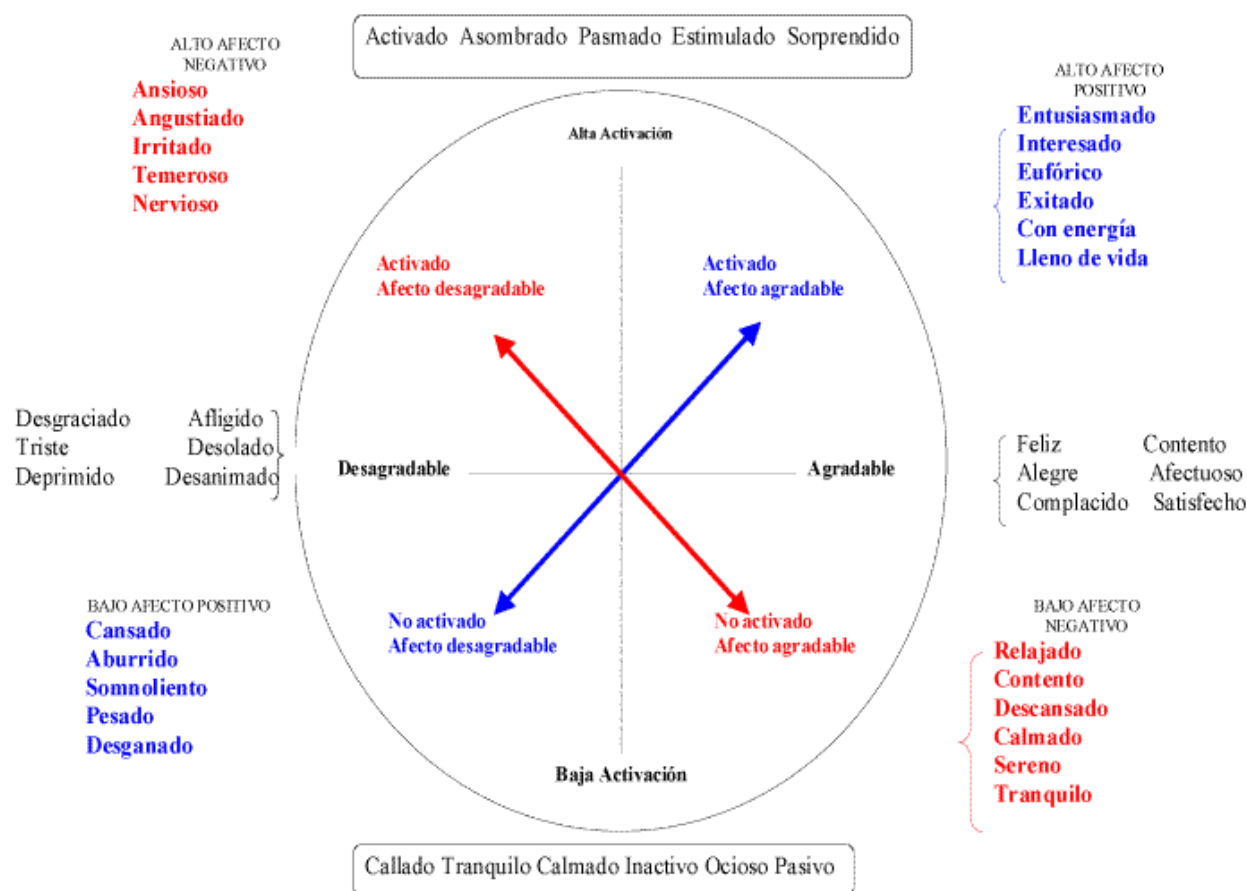 Activado Asombrado Pasmado Estimulado Sorprendido
ALTO AFECTO
NEGATIVO
Ansioso
Angustiado
Irritado
Temeroso
Nervioso
ALTO AFECTO
POSITIVO
Entusiasmado
Interesado
Eufórico
Exitado
Con energía
Lleno de vida
Alta Activación
Activado
Afecto desagradable
Activado
Afecto agradable
Desgraciado Afligido
Triste Desolado
Deprimido Desanimado
Desagradable
Agradable
Feliz Contento
Alegre Afectuoso
Complacido Satisfecho
BAJO AFECTO POSITIVO
Cansado
Aburrido
Somnoliento
Pesado
Desganado
No activado
Afecto desagradable
No activado
Afecto agradable
BAJO AFECTO
NEGATIVO
Relajado
Contento
Descansado
Calmado
Sereno
Tranquilo
Baja Activación
Callado Tranquilo Calmado Inactivo Ocioso Pasivo